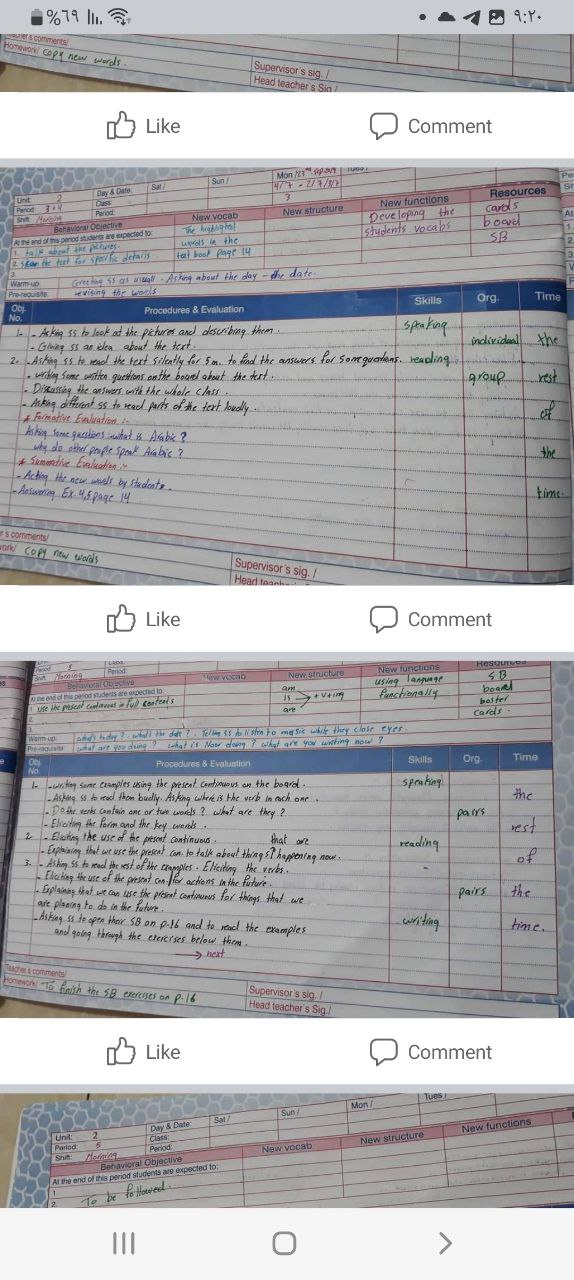 %٦٩
٩:٢٠
Teacher's comments/
Homework/ copy new words.
Supervisor's sig. /
Head teacher's Sig /
Like
Comment
Unit: 2
Day & Date:
Sat /
Sun /
Mon /23
Tues /
Period: 3+4
Class:
3
Shift: Morning
Period:
Behavioral Objective
New vocab
New structure
New functions
Resources
At the end of this period students are expected to:
1. talk about the pictures.
2. Scan the text for specific details
3.
The highlighted
words in the
text book page 14
Developing the
students vocabs
cards
board
SB
Warm-up: Greeting SS as usuall - Asking about the day - the date.
Pre-requisite: revising the words
Obj. No.
Procedures & Evaluation
Skills
Org.
Time
1- - Asking SS to look at the pictures and describing them.
- Giving SS an idea about the text.
2- - Asking SS to read the text silently for 5m. to find the answers for some questions.
- writing some written questions on the board about the text.
- Discussing the answers with the whole class.
- Asking different SS to read parts of the text loudly.
* Formative Evaluation :-
Asking some questions: what is Arabic?
why do other people speak Arabic?
* Summative Evaluation :-
- Acting the new words by students.
- Answering Ex. 4,5 page 14
speaking
reading
individual
group
the
rest
of
the
time.
copy new words
Supervisor's sig. /
Head teach
Like
Comment
Period: 5
Class:
Shift: Morning
Period:
Behavioral Objective
New vocab
New structure
New functions
Resources
At the end of this period students are expected to:
1. use the present continuous in full contents
2.
3.
am
is → + v + ing
are
using language
functionally
SB
board
boster
cards.
Warm-up: what's today? what's the date? . Telling SS to listen to music while they close eyes.
Pre-requisite: what are you doing? what is Noor doing? what are you writing now?
Obj. No.
Procedures & Evaluation
Skills
Org.
Time
1- - writing some examples using the present continuous on the board.
- Asking SS to read them loudly. Asking where is the verb in each one.
- Do the verbs contain one or two words? what are they?
- Eliciting the form and the key words.
2- - Eliciting the use of the present continuous.
- Explaining that we use the present con. to talk about things that are happening now.
3. - Asking SS to read the rest of the examples. Eliciting the verbs.
- Eliciting the use of the present con. for actions in the future.
- Explaining that we can use the present continuous for things that we
are planing to do in the future.
- Asking SS to open their SB on p.16 and to read the examples
and going through the exercises below them.
→ next
speaking
reading
writing
pairs
pairs
the
rest
of
the
time.
Teacher's comments/
Homework/ To finish the SB exercises on p.16
Supervisor's sig. /
Head teacher's Sig./
Like
Comment
Unit: 2
Day & Date:
Sat /
Sun /
Mon /
Tues /
Period: 5
Class:
Shift: Morning
Period:
Behavioral Objective
New vocab
New structure
New functions
At the end of this period students are expected to:
1.
2. To be followed.